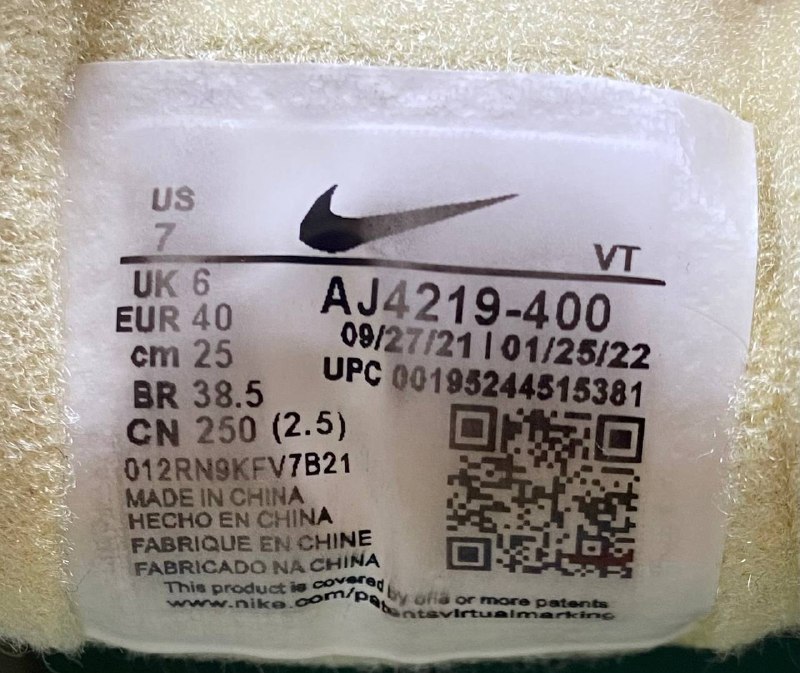 US
7
VT
UK 6
EUR 40
cm 25
BR 38.5
CN 250 (2.5)
AJ4219-400
09/27/21 | 01/25/22
UPC 00195244515381
012RN9KFV7B21
MADE IN CHINA
HECHO EN CHINA
FABRIQUE EN CHINE
FABRICADO NA CHINA
This product is covered by one or more patents
www.nike.com/patentsvirtualmarking